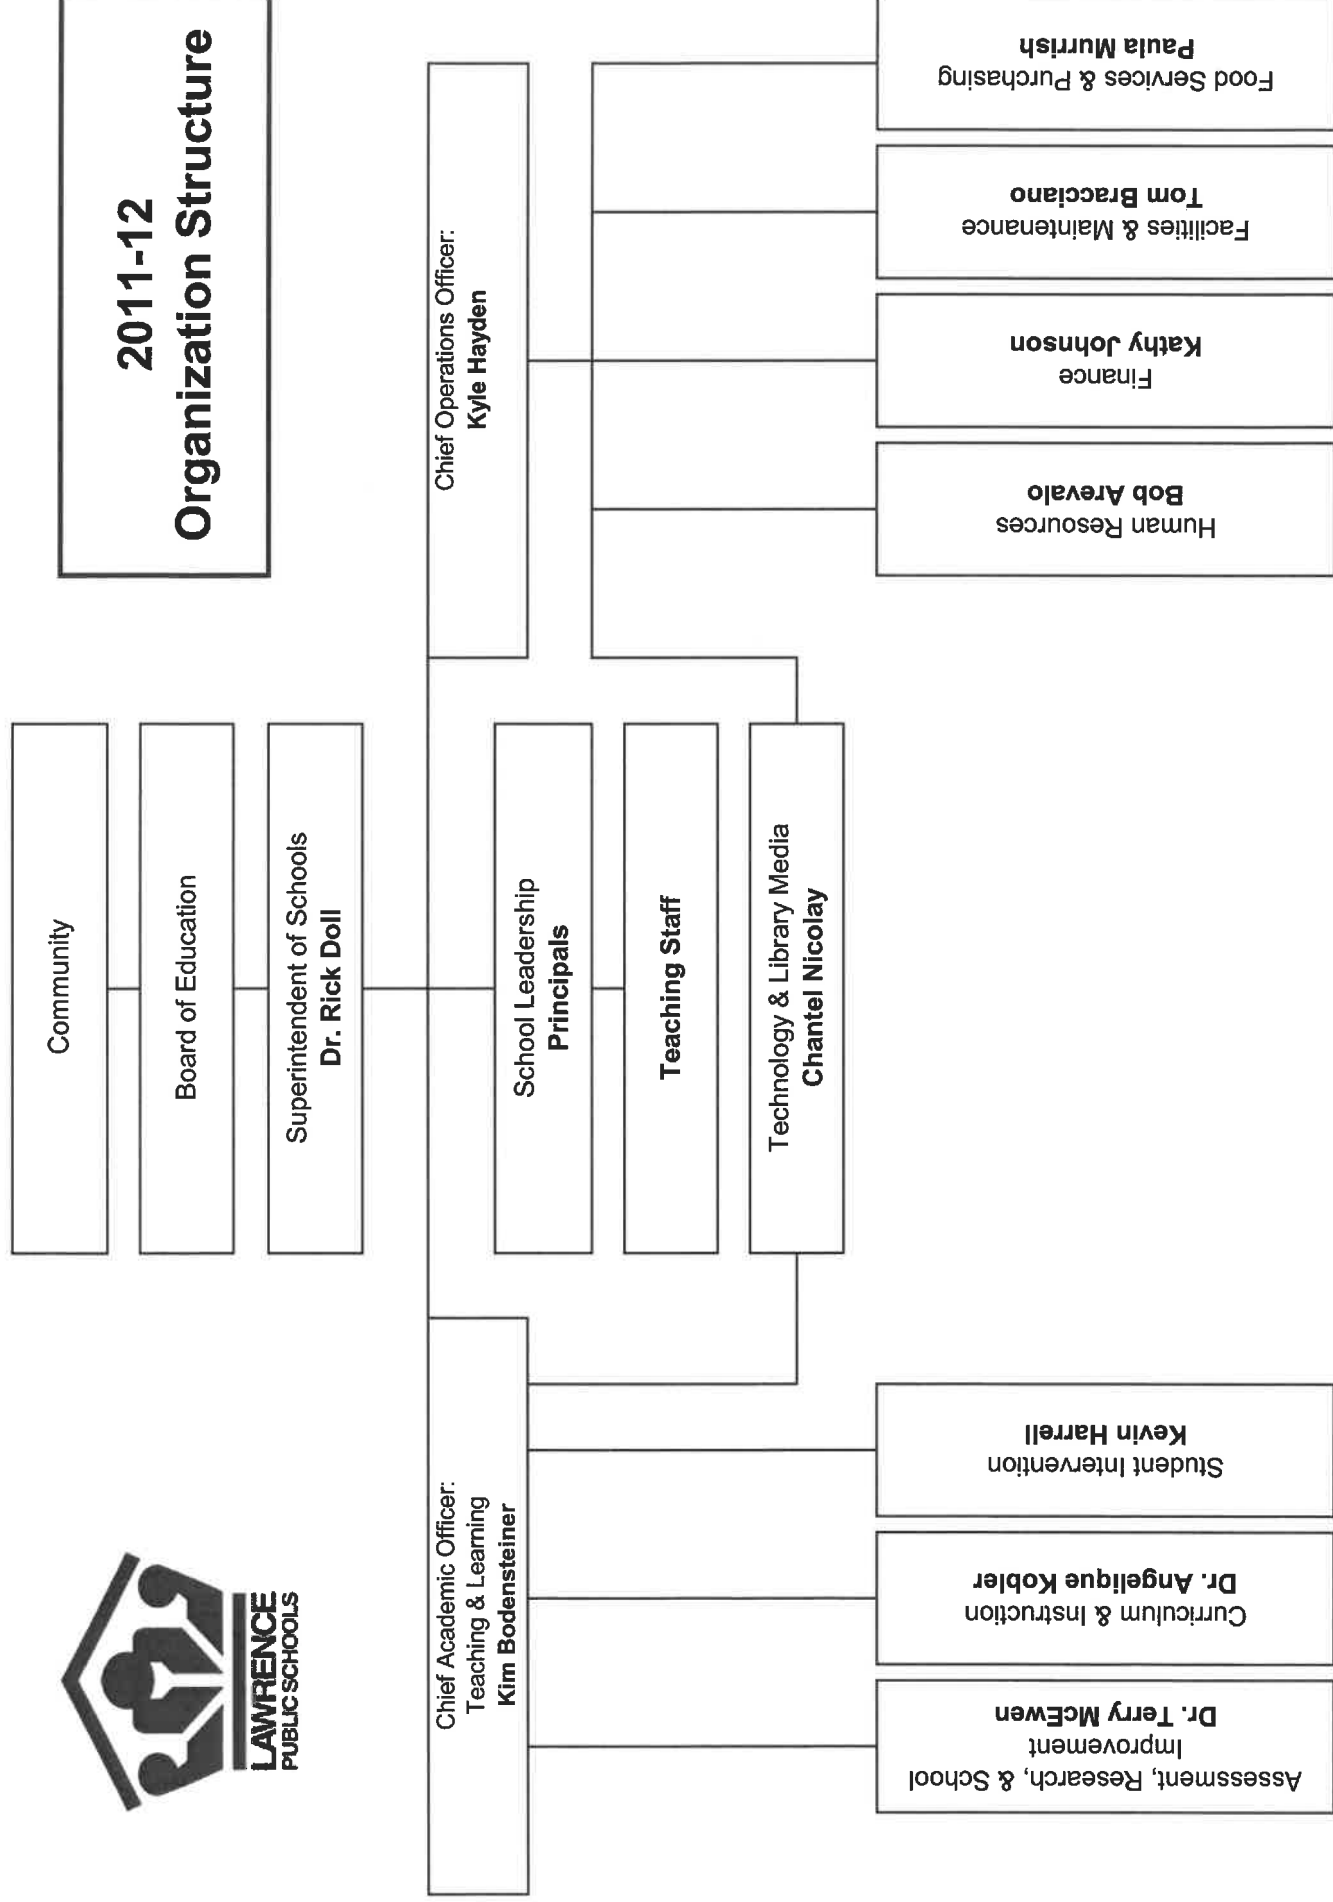 LAWRENCE
PUBLIC SCHOOLS
2011-12
Organization Structure
Community
Board of Education
Superintendent of Schools
Dr. Rick Doll
Chief Academic Officer:
Teaching & Learning
Kim Bodensteiner
Chief Operations Officer:
Kyle Hayden
School Leadership
Principals
Teaching Staff
Technology & Library Media
Chantel Nicolay
Assessment, Research, & School
Improvement
Dr. Terry McEwen
Curriculum & Instruction
Dr. Angelique Kobler
Student Intervention
Kevin Harrell
Human Resources
Bob Arevalo
Finance
Kathy Johnson
Facilities & Maintenance
Tom Bracciano
Food Services & Purchasing
Paula Murrish